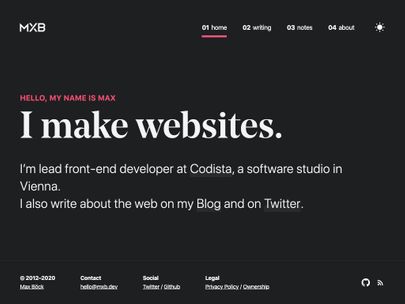 MXB
01 home 02 writing 03 notes 04 about
HELLO, MY NAME IS MAX
I make websites.
I'm lead front-end developer at Codista, a software studio in
Vienna.
I also write about the web on my Blog and on Twitter.
© 2012–2020 Contact Social Legal
Max Böck hello@mxb.dev Twitter / Github Privacy Policy / Ownership